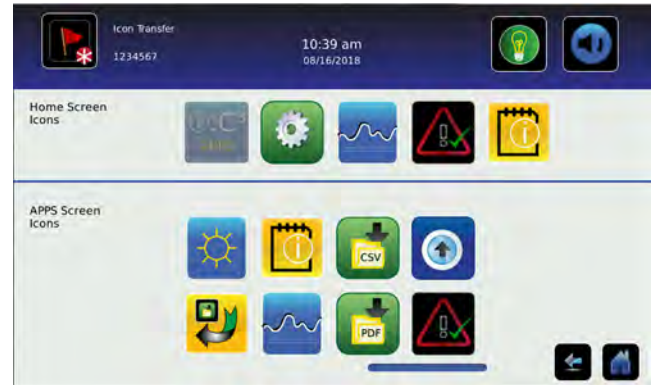 Icon Transfer
1234567
10:39 am
08/16/2018
Home Screen
Icons
APPS Screen
Icons
CSV
PDF